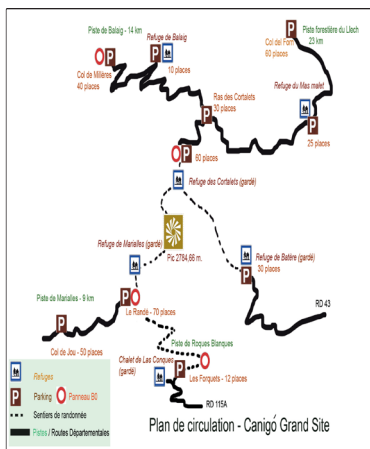 Piste de Balaig - 14 km
Refuge de Balaig
10 places
Col de Millères
40 places
Piste forestière du Llech
23 km
Col del Forn
60 places
Ras des Cortalets
30 places
Refuge du Mas malet
25 places
60 places
Refuge des Cortalets (gardé)
Refuge de Marialles (gardé)
Pic 2784,66 m.
Refuge de Batère (gardé)
30 places
RD 43
Piste de Marialles - 9 km
Le Randé - 70 places
Col de Jou - 50 places
Piste de Roques Blanques
Chalet de Las Conques
(gardé)
Les Forquets - 12 places
RD 115A
Refuges
Parking
Panneau B0
Sentiers de randonnée
Pistes / Routes Départementales
Plan de circulation - Canigó Grand Site